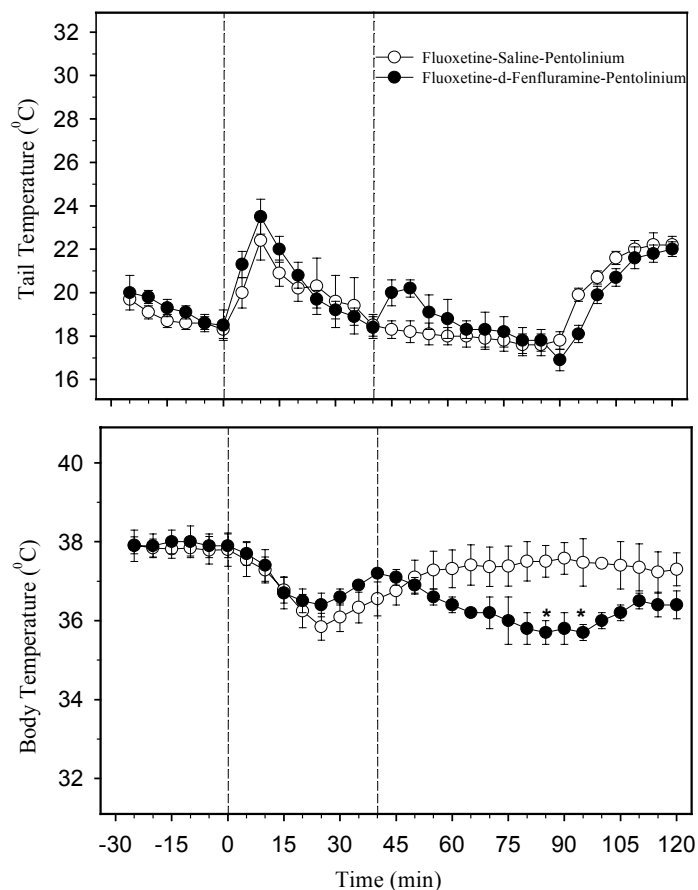 32
30
28
26
24
22
20
18
16
Tail Temperature (⁰C)
Fluoxetine-Saline-Pentolinium
Fluoxetine-d-Fenfluramine-Pentolinium
40
38
36
34
32
Body Temperature (⁰C)
* *
-30 -15 0 15 30 45 60 75 90 105 120
Time (min)